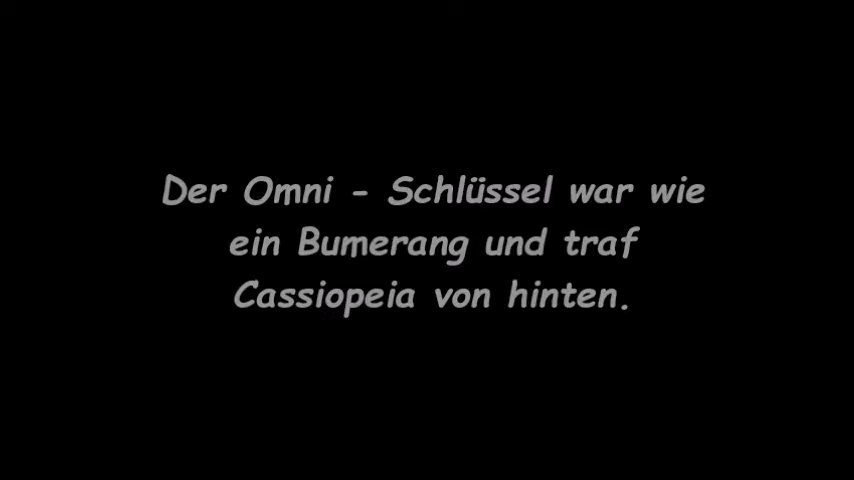 Der Omni - Schlüssel war wie
ein Bumerang und traf
Cassiopeia von hinten.